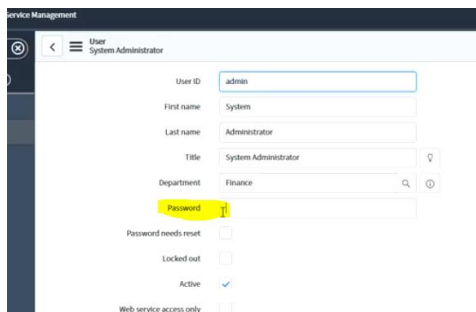 Service Management
User
System Administrator
User ID admin
First name System
Last name Administrator
Title System Administrator
Department Finance
Password
Password needs reset
Locked out
Active
Web service access only